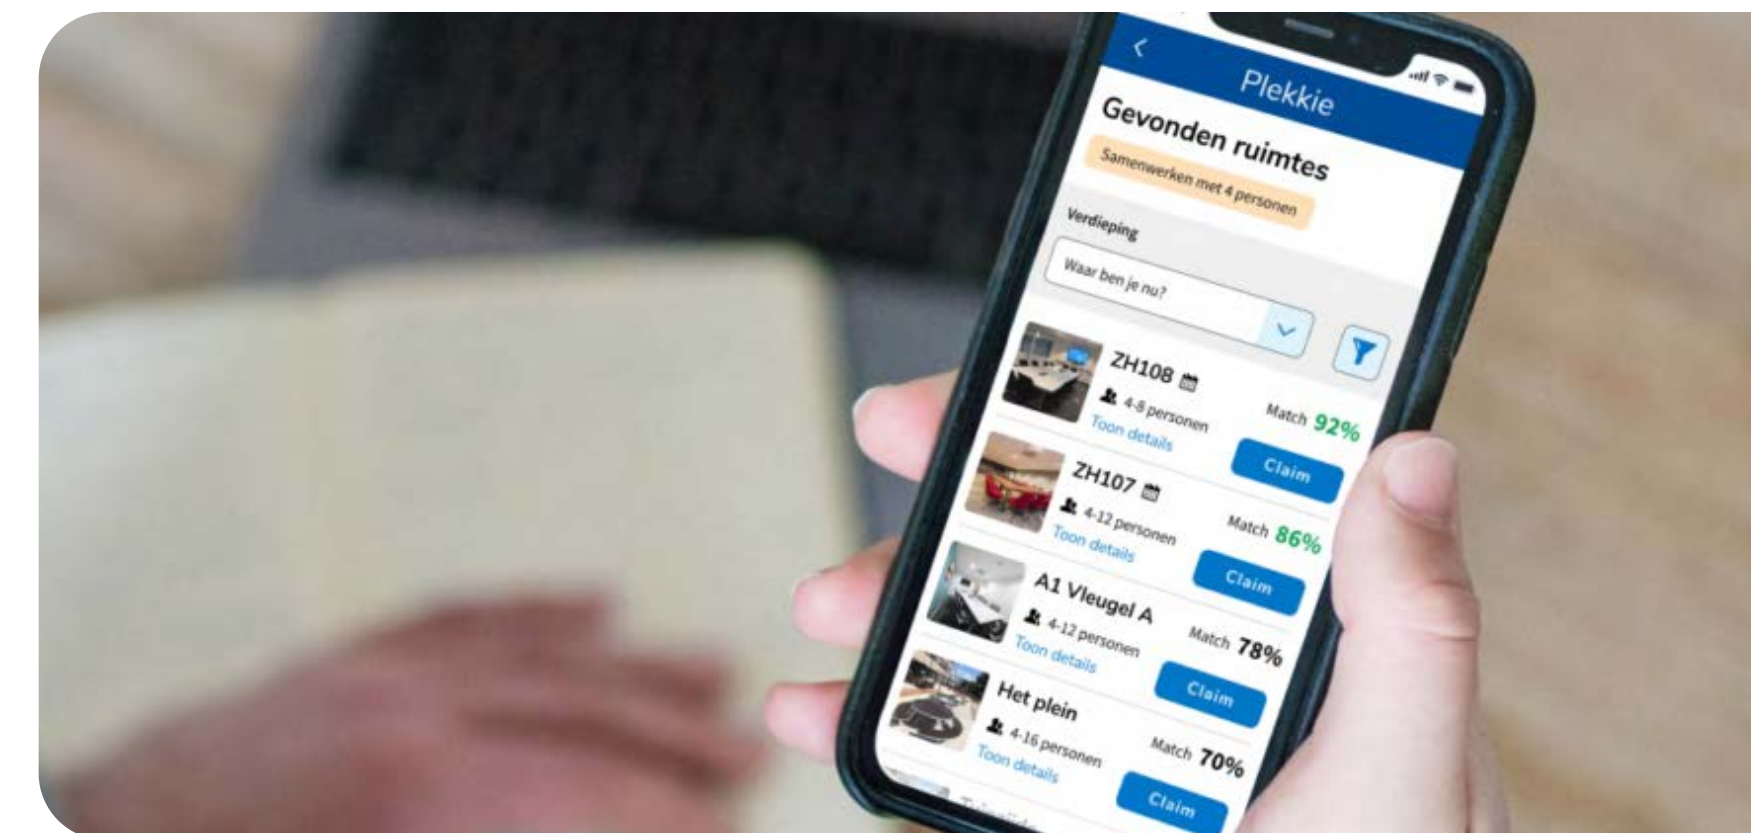 Plekkie
Gevonden ruimtes
Samenwerken met 4 personen
Verdieping
Waar ben je nu?
ZH108
4-8 personen
Toon details
Match 92%
Claim
ZH107
4-12 personen
Toon details
Match 86%
Claim
A1 Vleugel A
4-12 personen
Toon details
Match 78%
Claim
Het plein
4-16 personen
Toon details
Match 70%
Claim